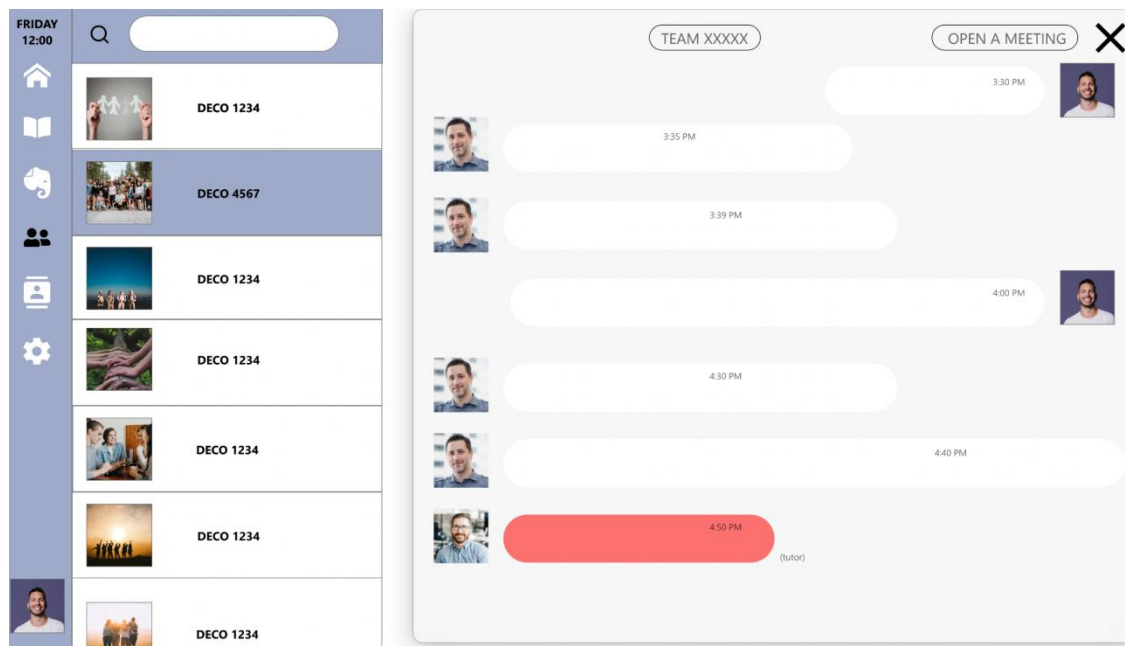 FRIDAY
12:00
DECO 1234
DECO 4567
DECO 1234
DECO 1234
DECO 1234
DECO 1234
DECO 1234
TEAM XXXXX
OPEN A MEETING
3:30 PM
3:35 PM
3:39 PM
4:00 PM
4:30 PM
4:40 PM
4:50 PM
(tutor)